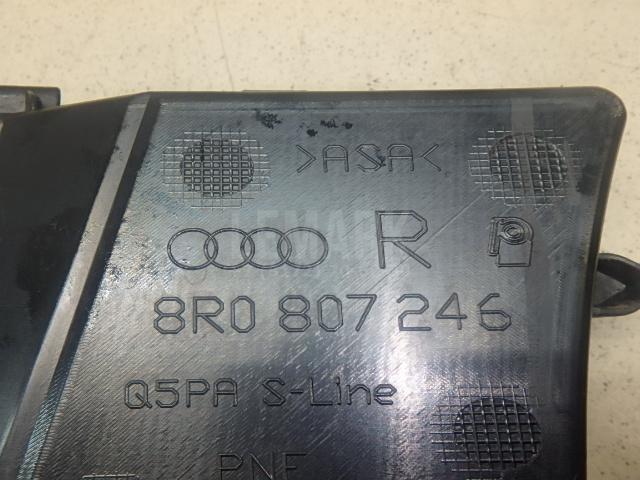 >ASA<
R
8R0 807 246
Q5PA S-Line